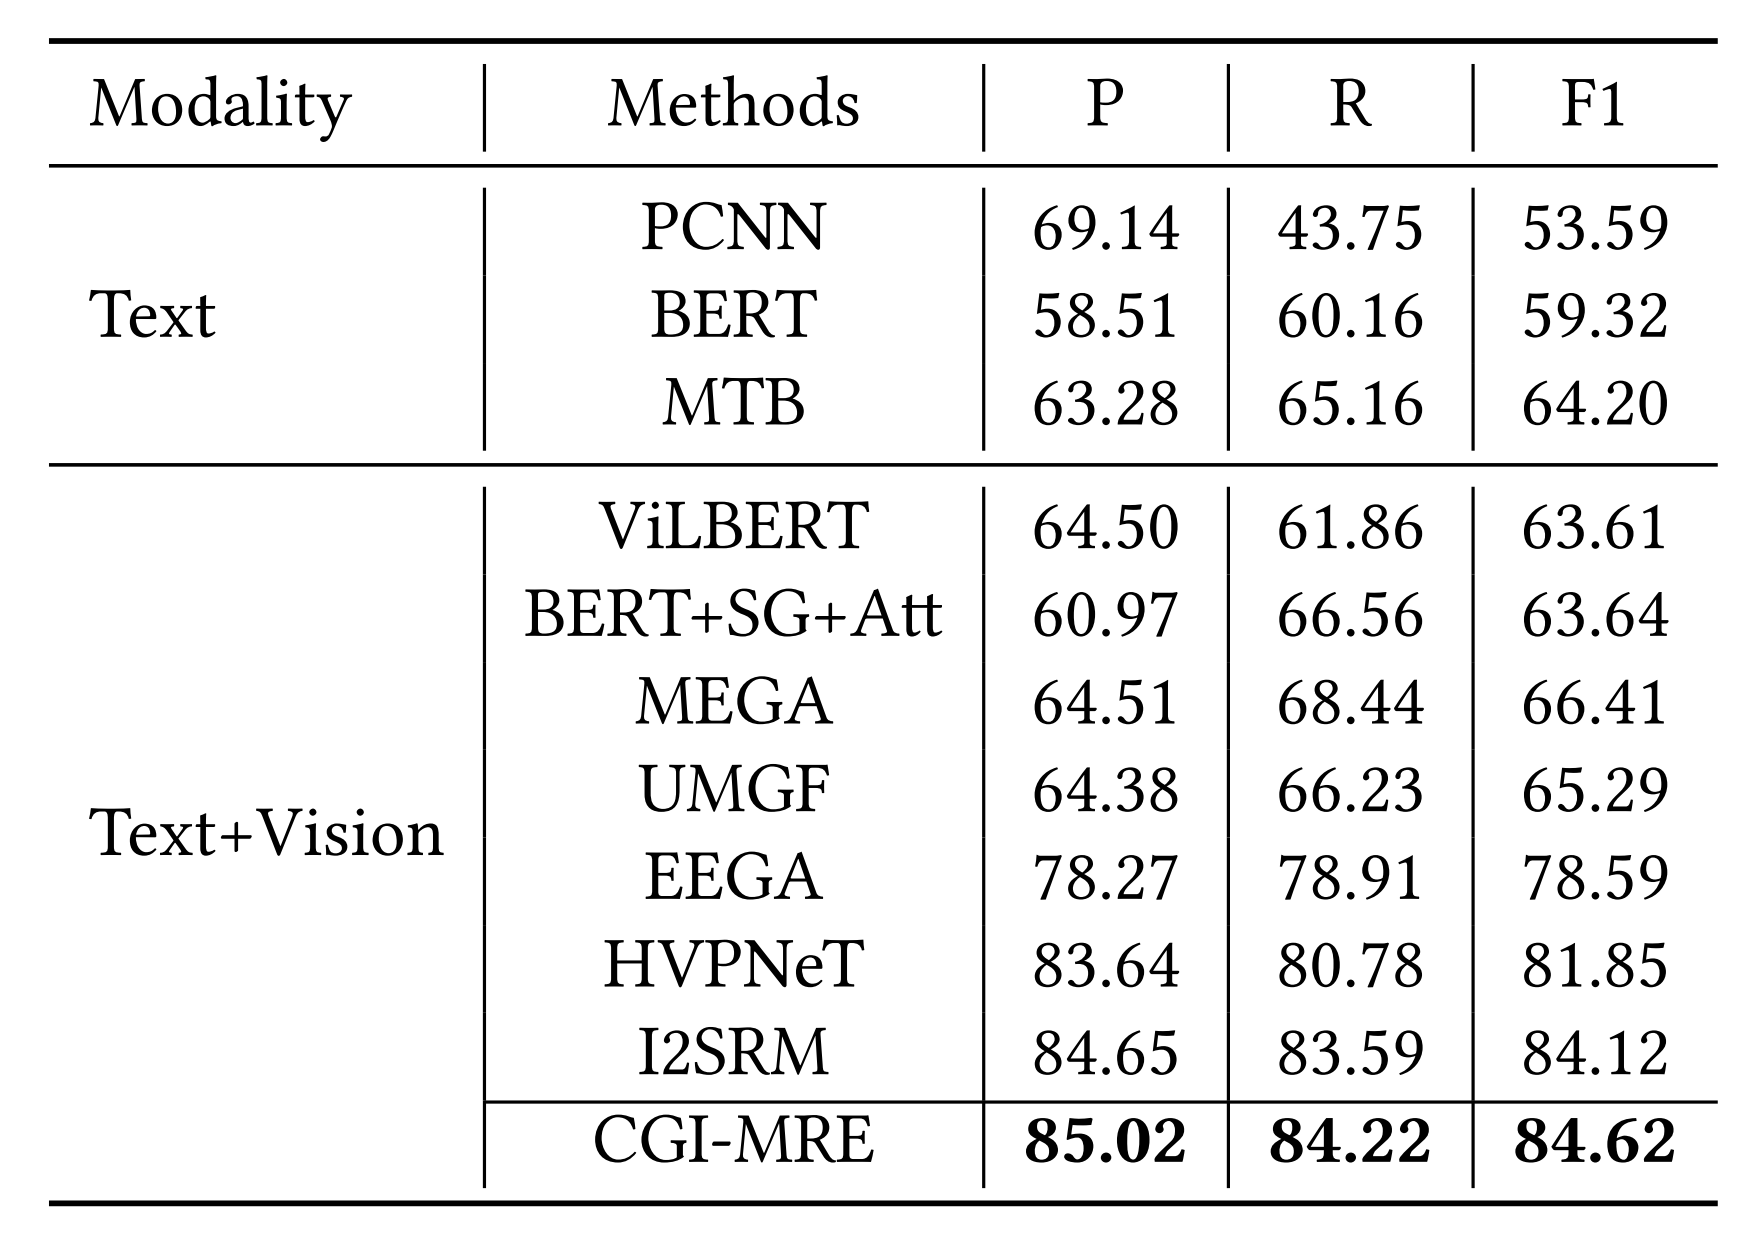 Modality Methods P R F1
PCNN 69.14 43.75 53.59
Text BERT 58.51 60.16 59.32
MTB 63.28 65.16 64.20
ViLBERT 64.50 61.86 63.61
BERT+SG+Att 60.97 66.56 63.64
MEGA 64.51 68.44 66.41
UMGF 64.38 66.23 65.29
Text+Vision
EEGA 78.27 78.91 78.59
HVPNeT 83.64 80.78 81.85
I2SRM 84.65 83.59 84.12
CGI-MRE 85.02 84.22 84.62